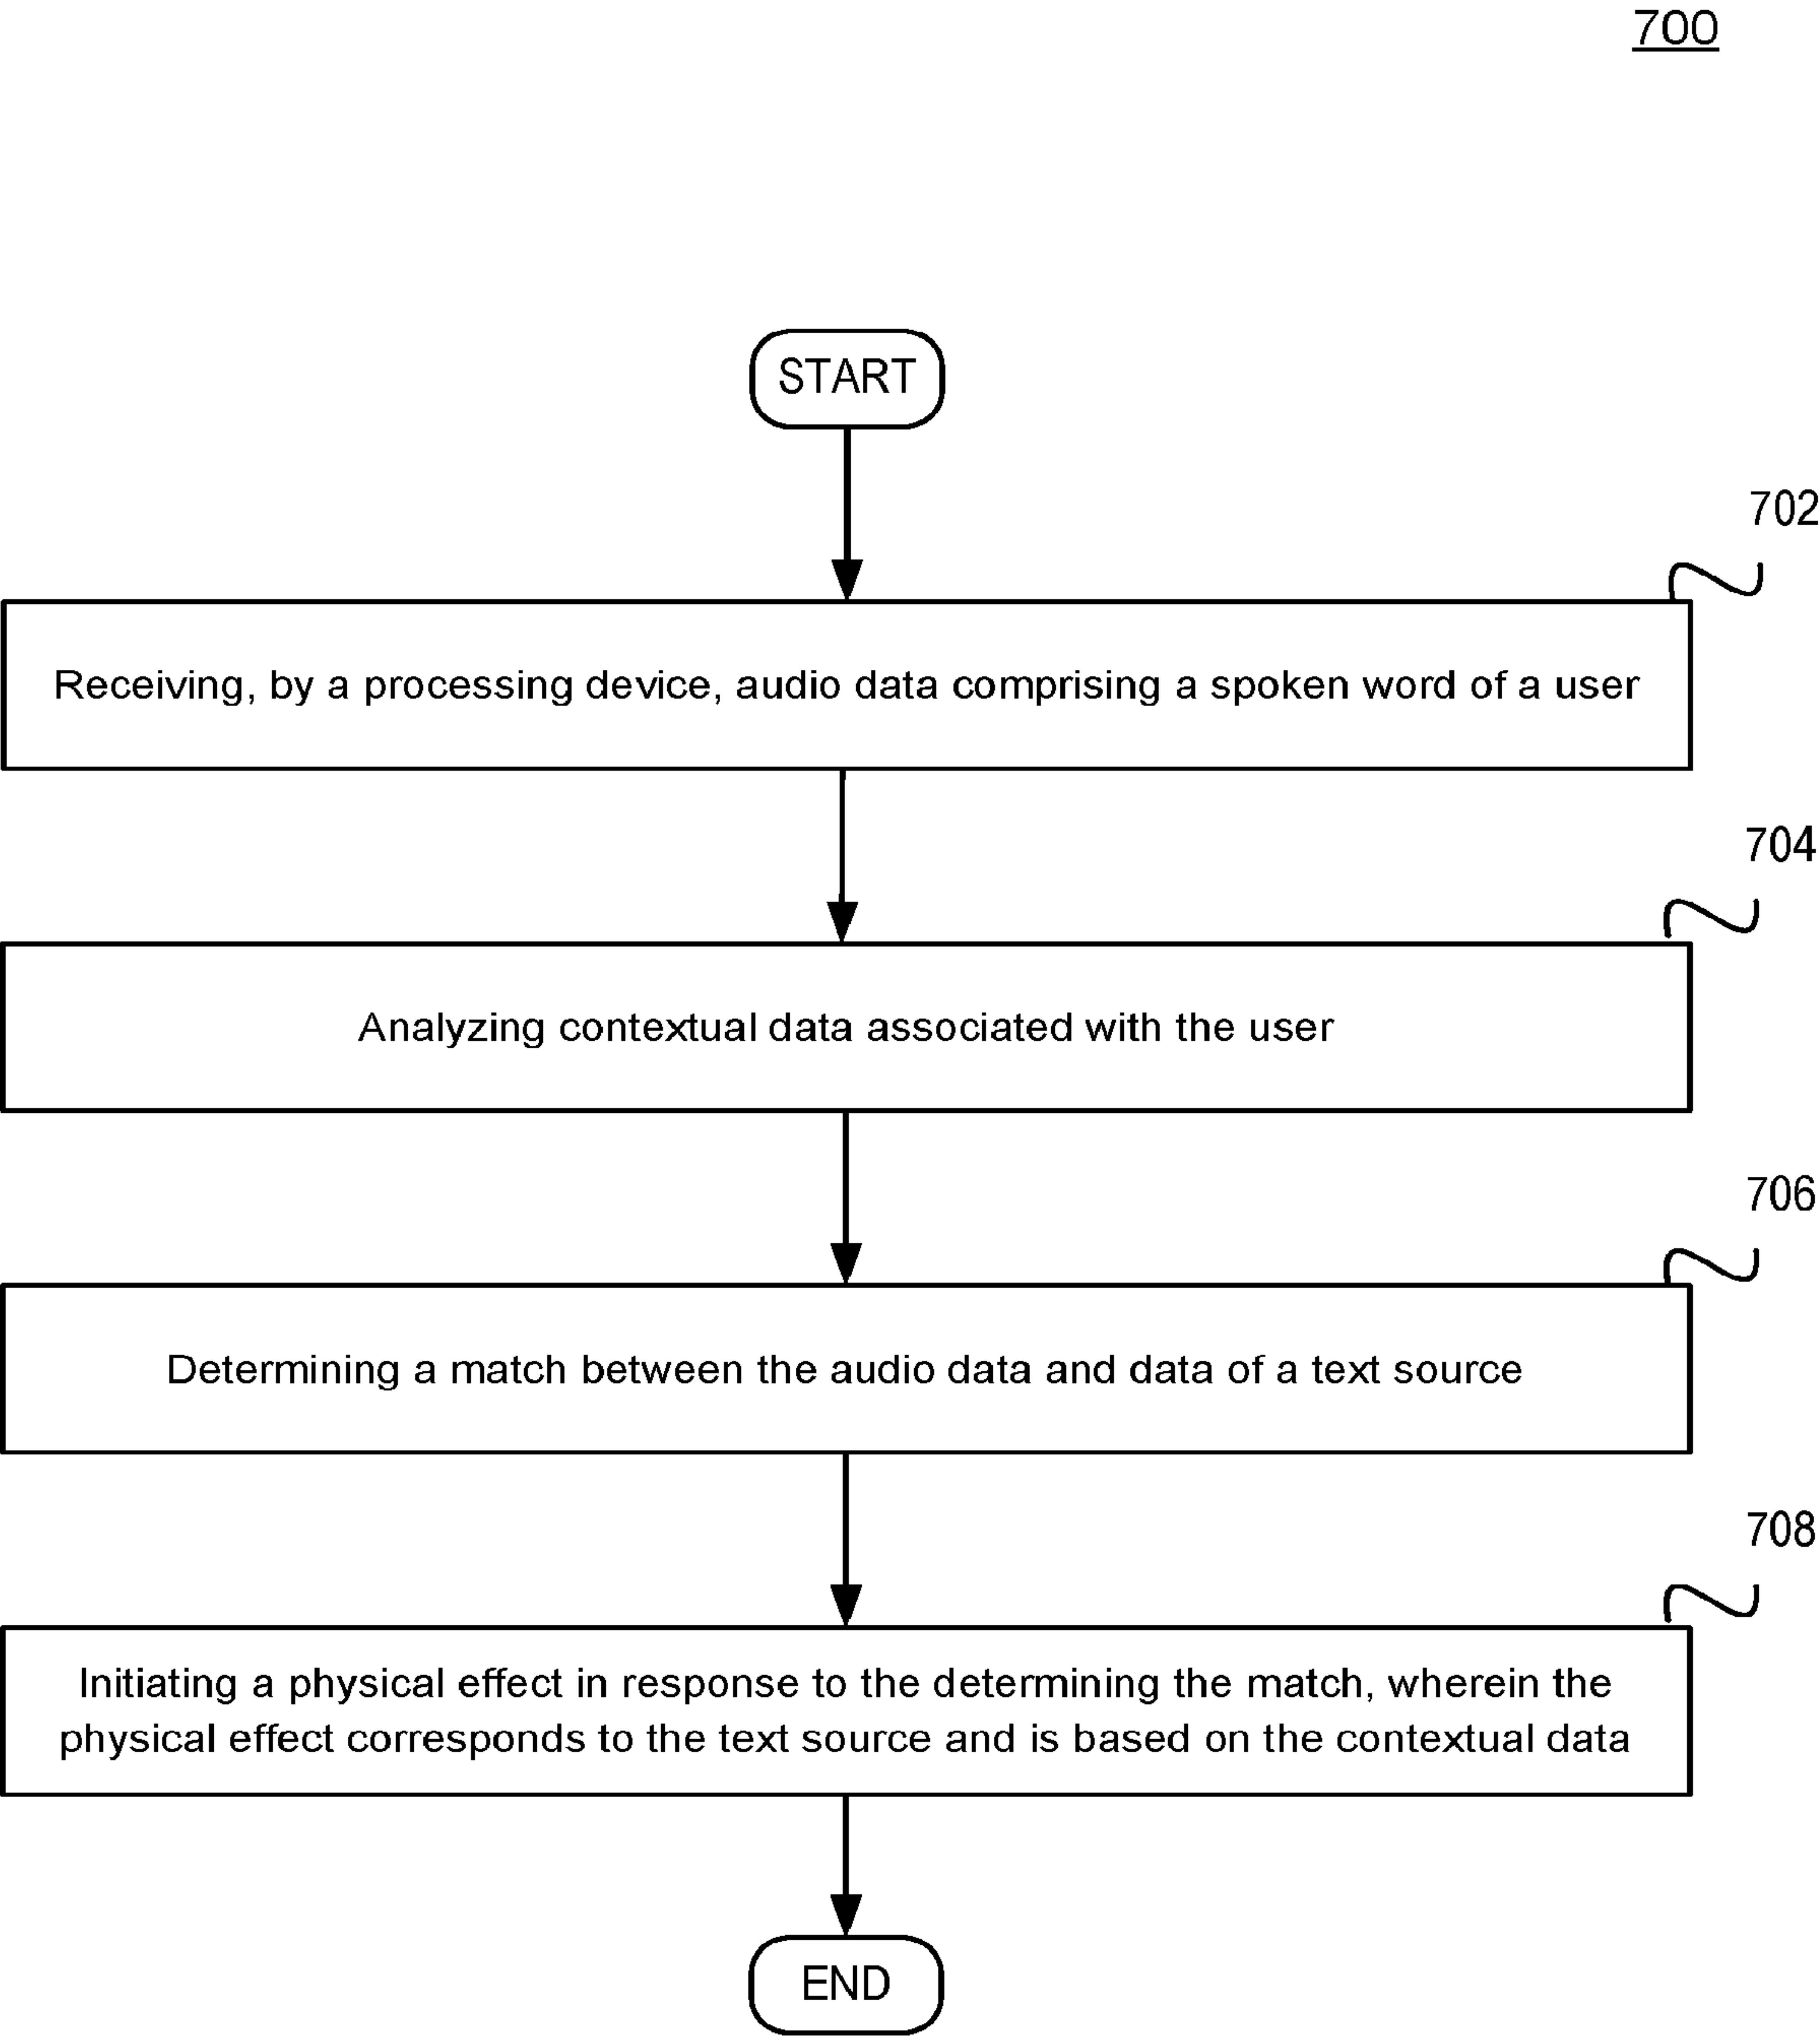 700
START
702
Receiving, by a processing device, audio data comprising a spoken word of a user
704
Analyzing contextual data associated with the user
706
Determining a match between the audio data and data of a text source
708
Initiating a physical effect in response to the determining the match, wherein the
physical effect corresponds to the text source and is based on the contextual data
END